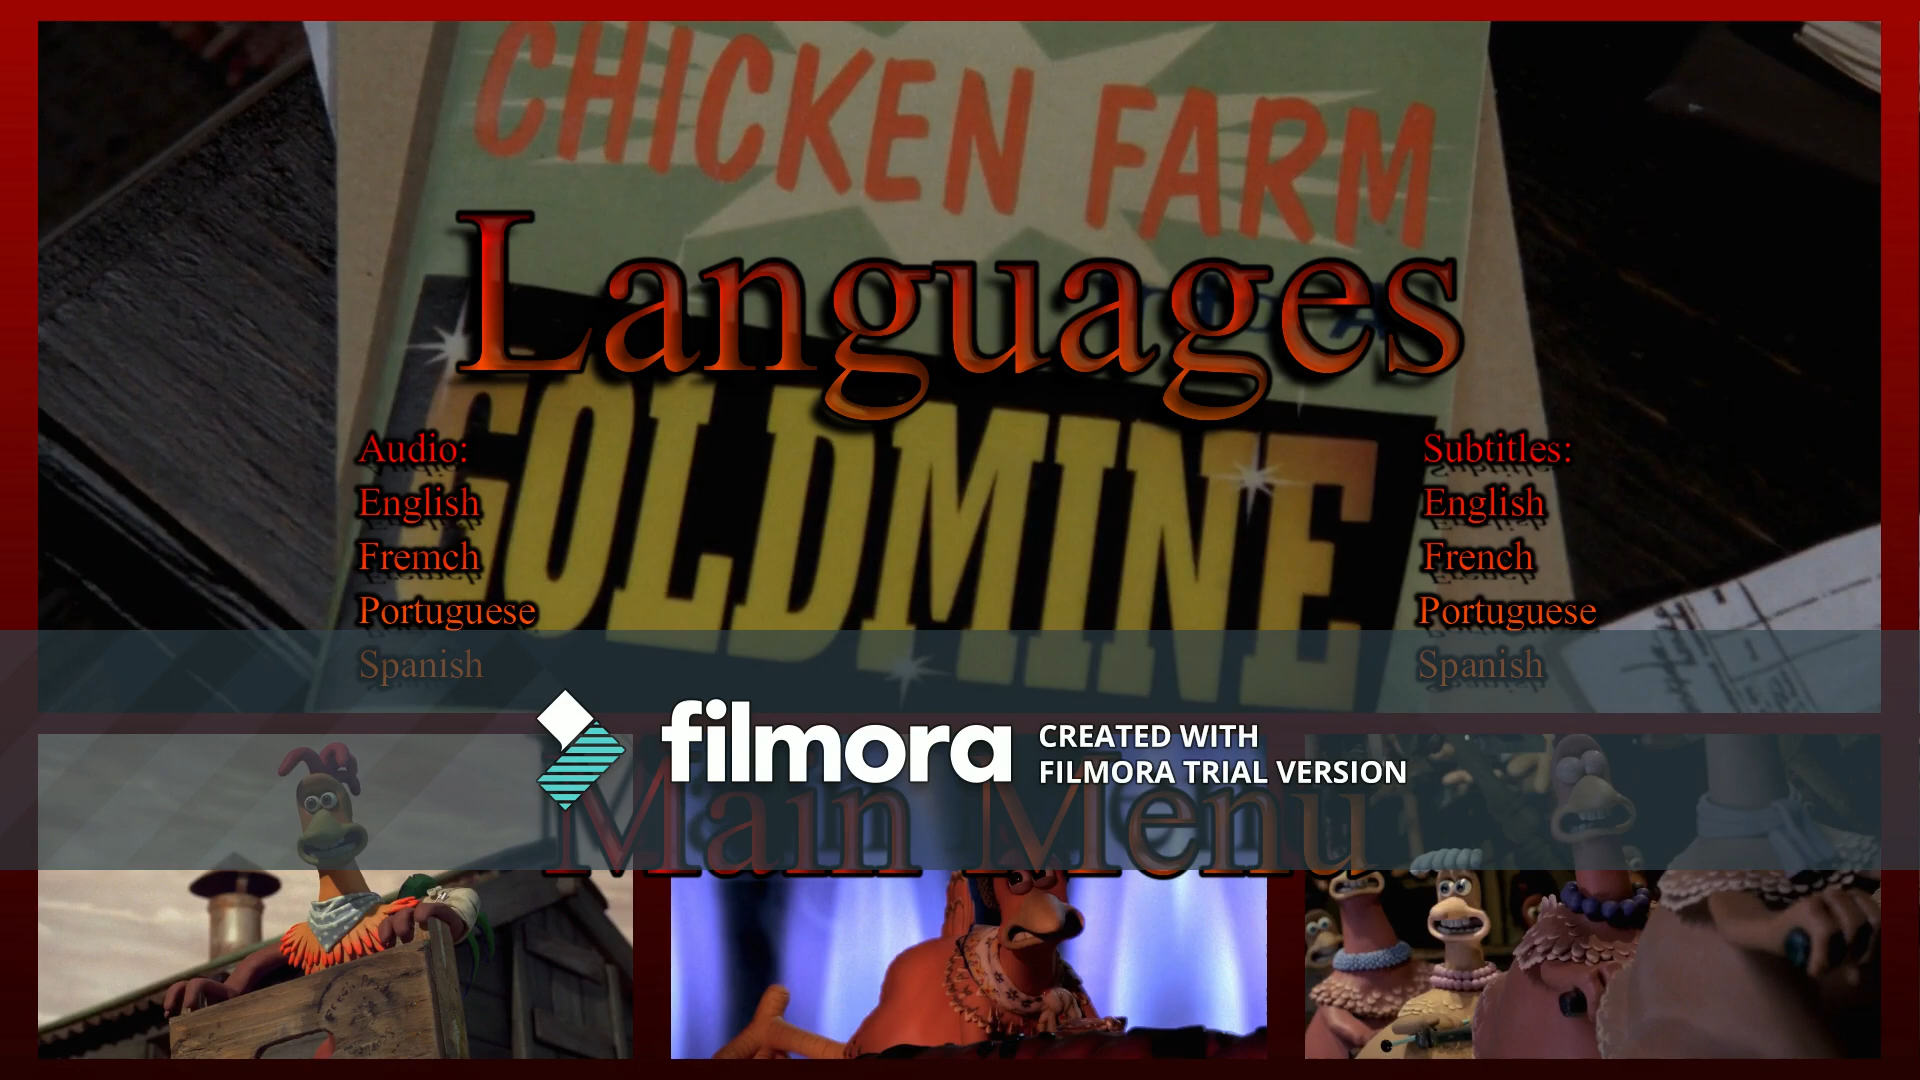 CHICKEN FARM
Languages
GOLDMINE
Audio:
English
Fremch
Portuguese
Spanish
Subtitles:
English
French
Portuguese
Spanish
filmora
CREATED WITH
FILMORA TRIAL VERSION
Main Menu